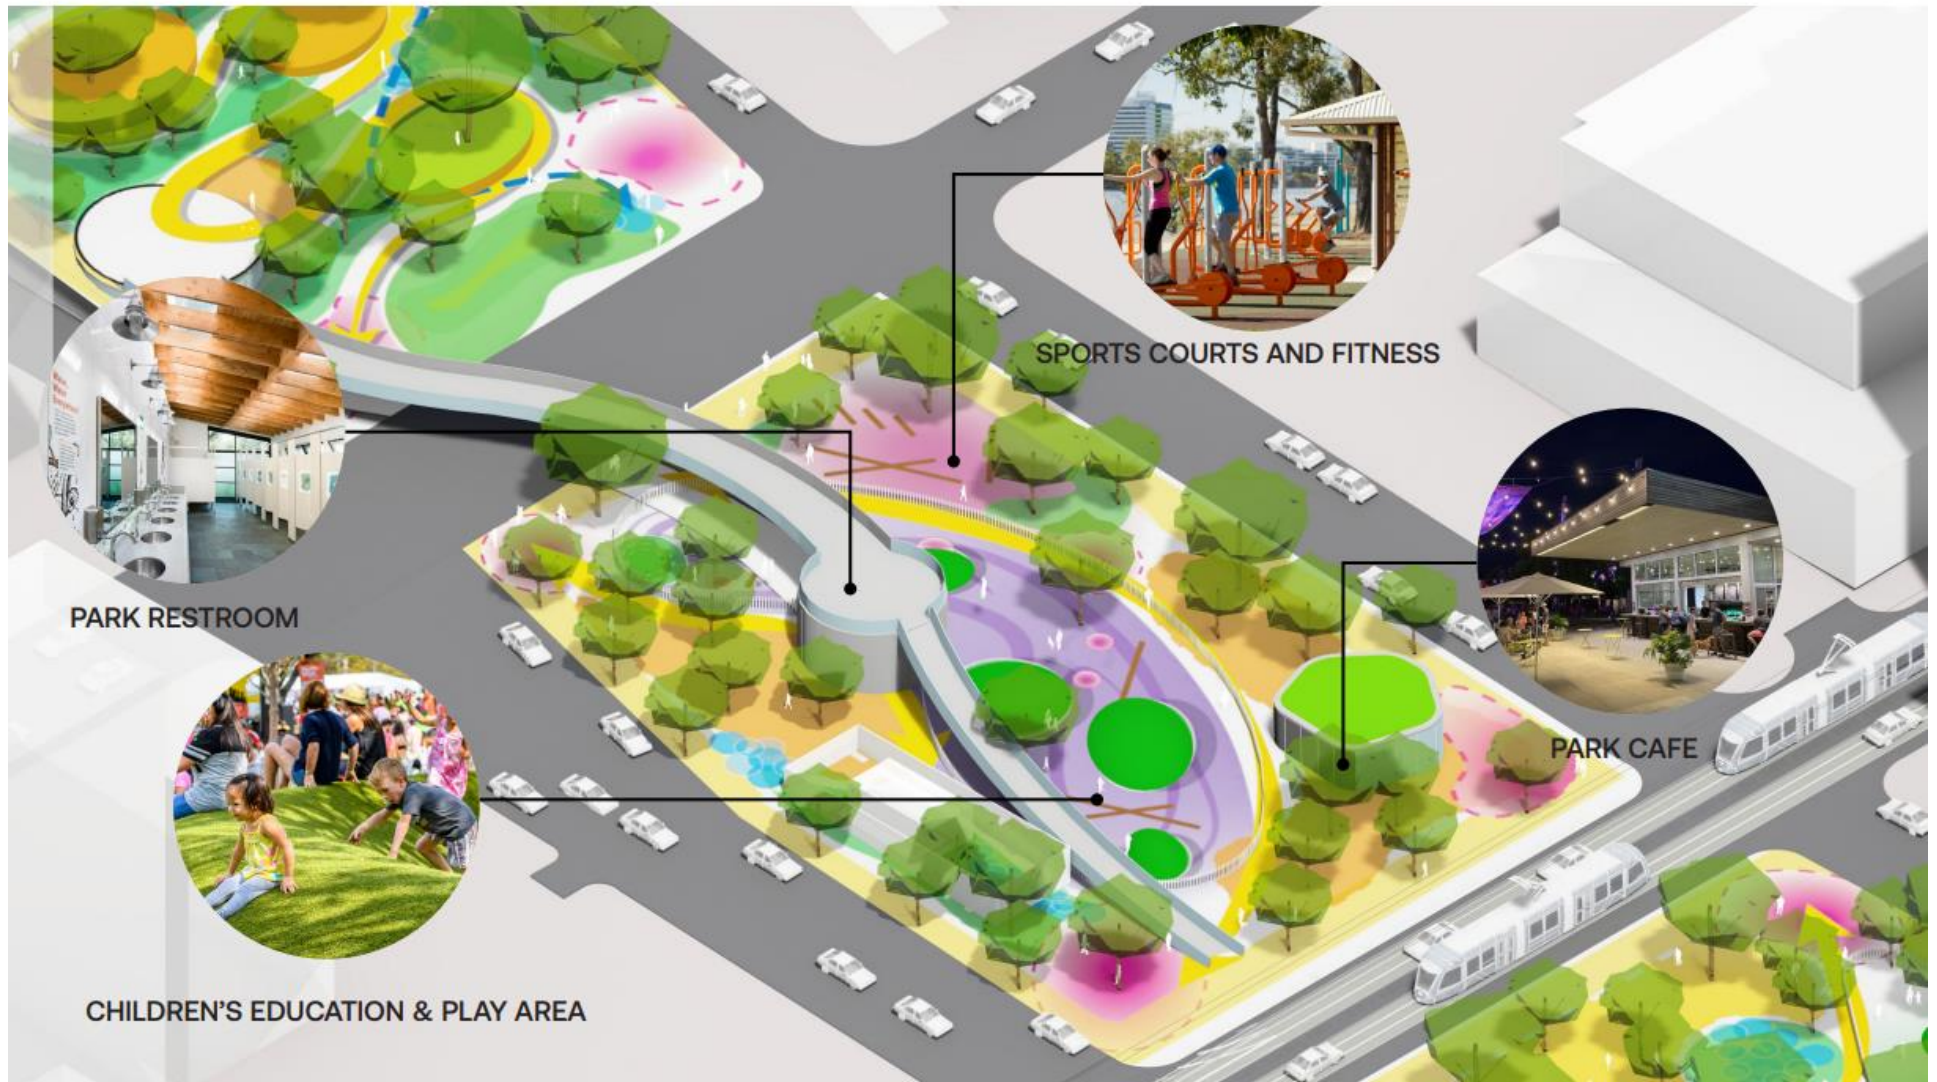 SPORTS COURTS AND FITNESS
PARK RESTROOM
PARK CAFE
CHILDREN'S EDUCATION & PLAY AREA